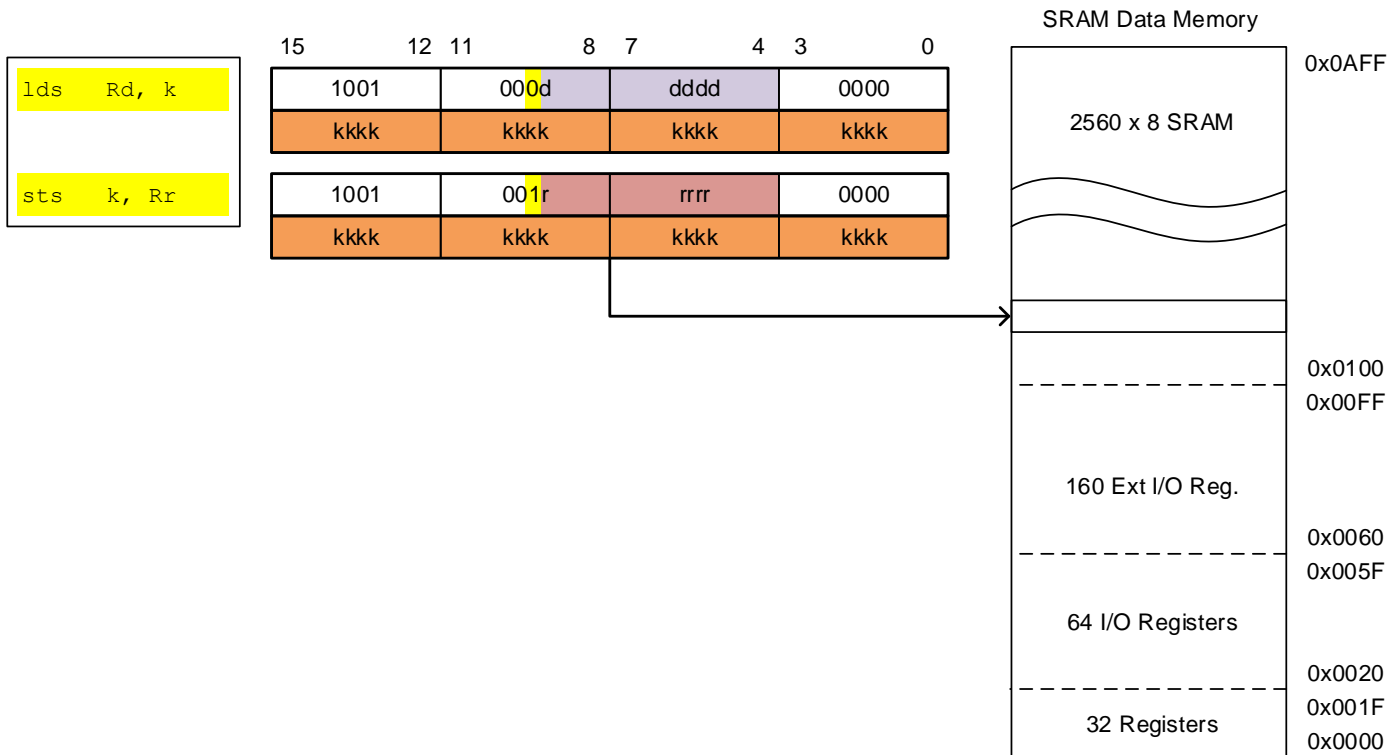 SRAM Data Memory
15 12 11 8 7 4 3 0
0x0AFF
lds Rd, k
1001 000d dddd 0000
kkkk kkkk kkkk kkkk
2560 x 8 SRAM
sts k, Rr
1001 001r rrrr 0000
kkkk kkkk kkkk kkkk
0x0100
0x00FF
160 Ext I/O Reg.
0x0060
0x005F
64 I/O Registers
0x0020
0x001F
32 Registers
0x0000